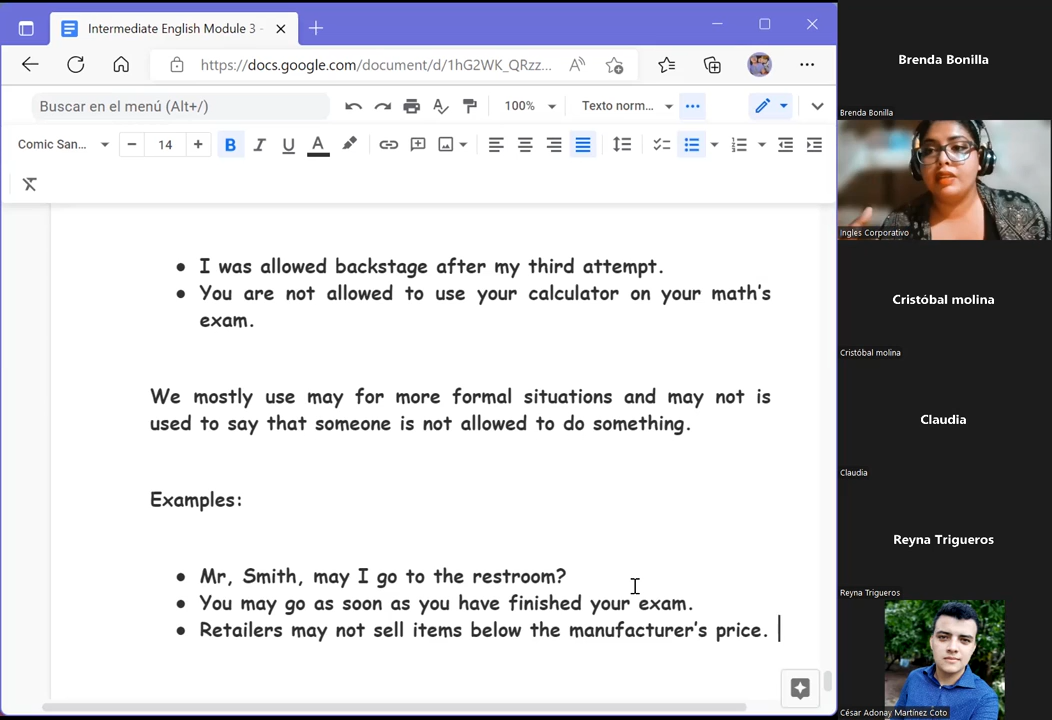 Intermediate English Module 3 -
https://docs.google.com/document/d/1hG2WK_QRzz...
Buscar en el menú (Alt+/)
100%
Texto norm...
Comic San...
14
I was allowed backstage after my third attempt.
You are not allowed to use your calculator on your math's
exam.
We mostly use may for more formal situations and may not is
used to say that someone is not allowed to do something.
Examples:
Mr, Smith, may I go to the restroom?
You may go as soon as you have finished your exam.
Retailers may not sell items below the manufacturer's price.
Brenda Bonilla
Brenda Bonilla
Ingles Corporativo
Cristóbal molina
Cristóbal molina
Claudia
Claudia
Reyna Trigueros
Reyna Trigueros
César Adonay Martínez Coto